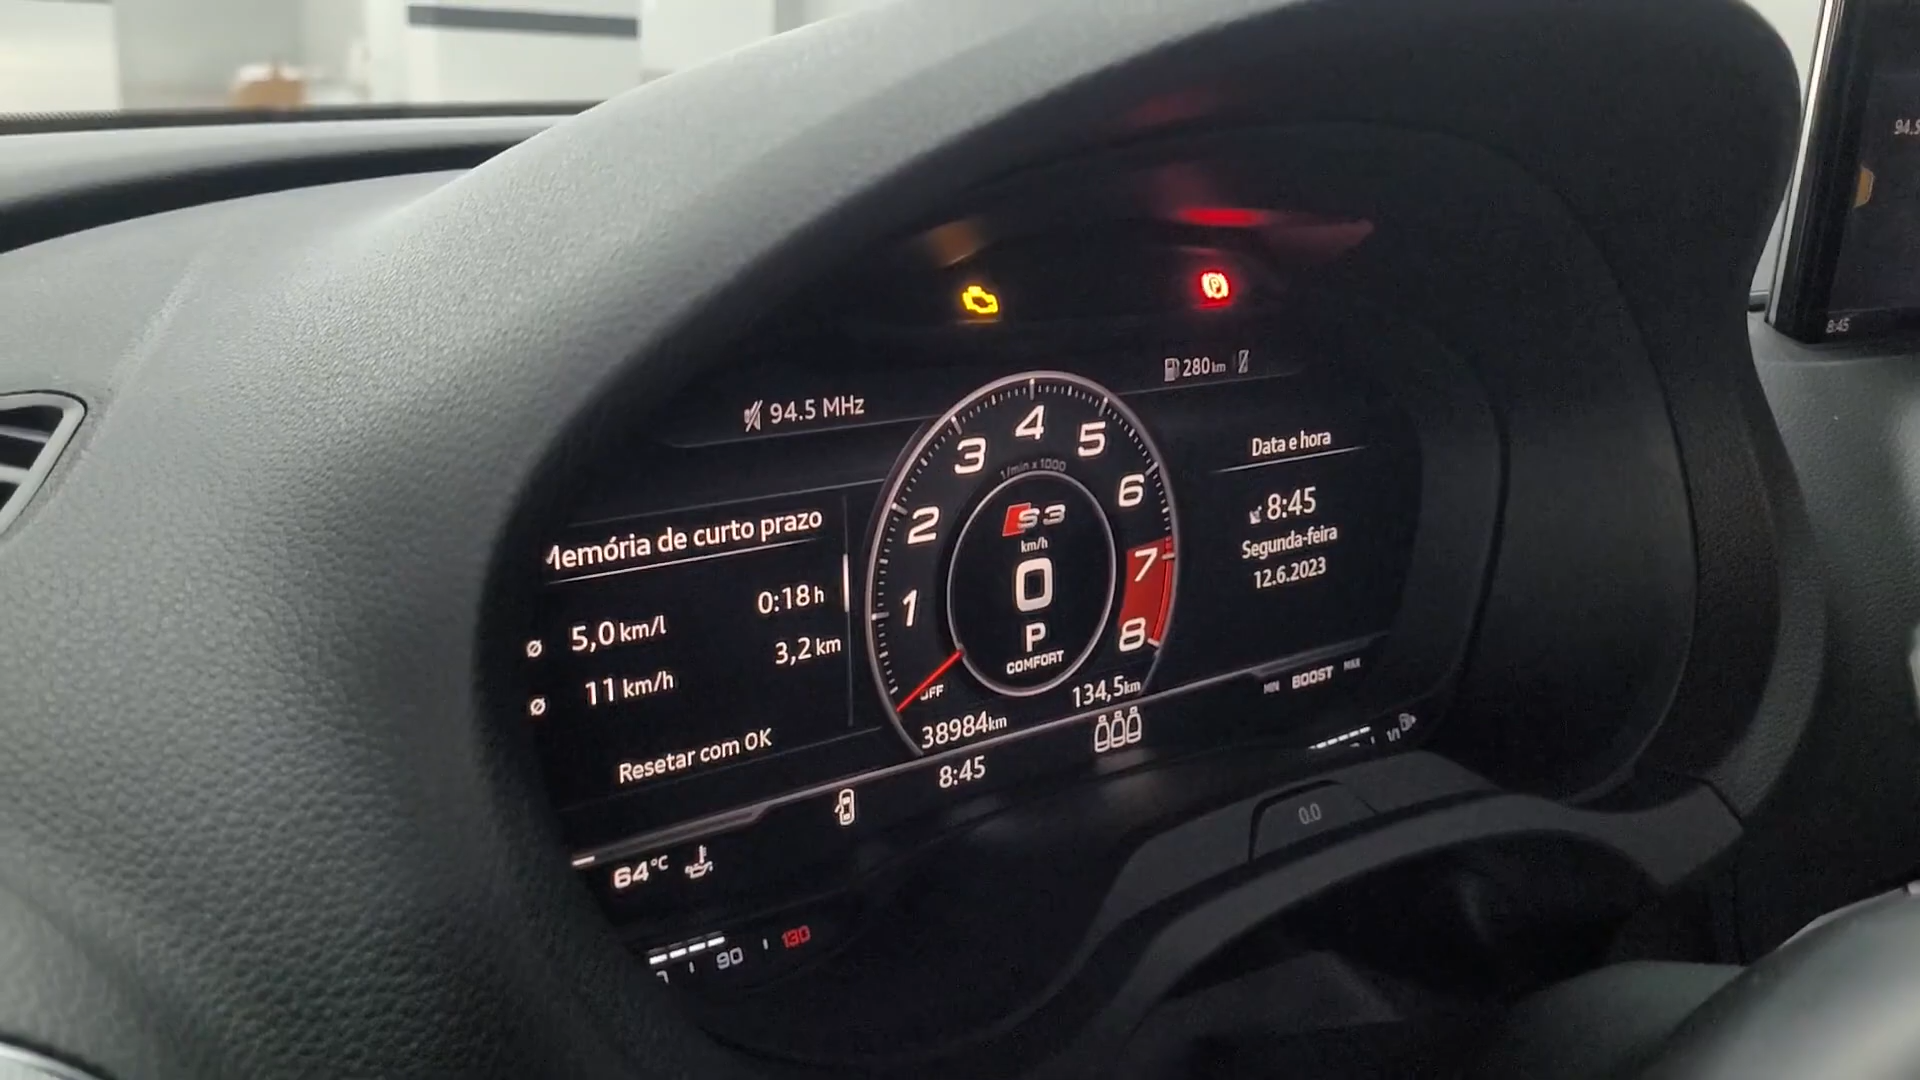 94.5
8:45
P
280 km
94.5 MHz
Data e hora
8:45
Segunda-feira
12.6.2023
Memória de curto prazo
0:18 h
ø 5,0 km/l
3,2 km
ø 11 km/h
Resetar com OK
1 2 3 4 5 6 7 8
1/min x 1000
S3
km/h
0
P
COMFORT
OFF
134,5 km
38984 km
8:45
MIN BOOST MAX
1/1
0.0
64 °C
90 130